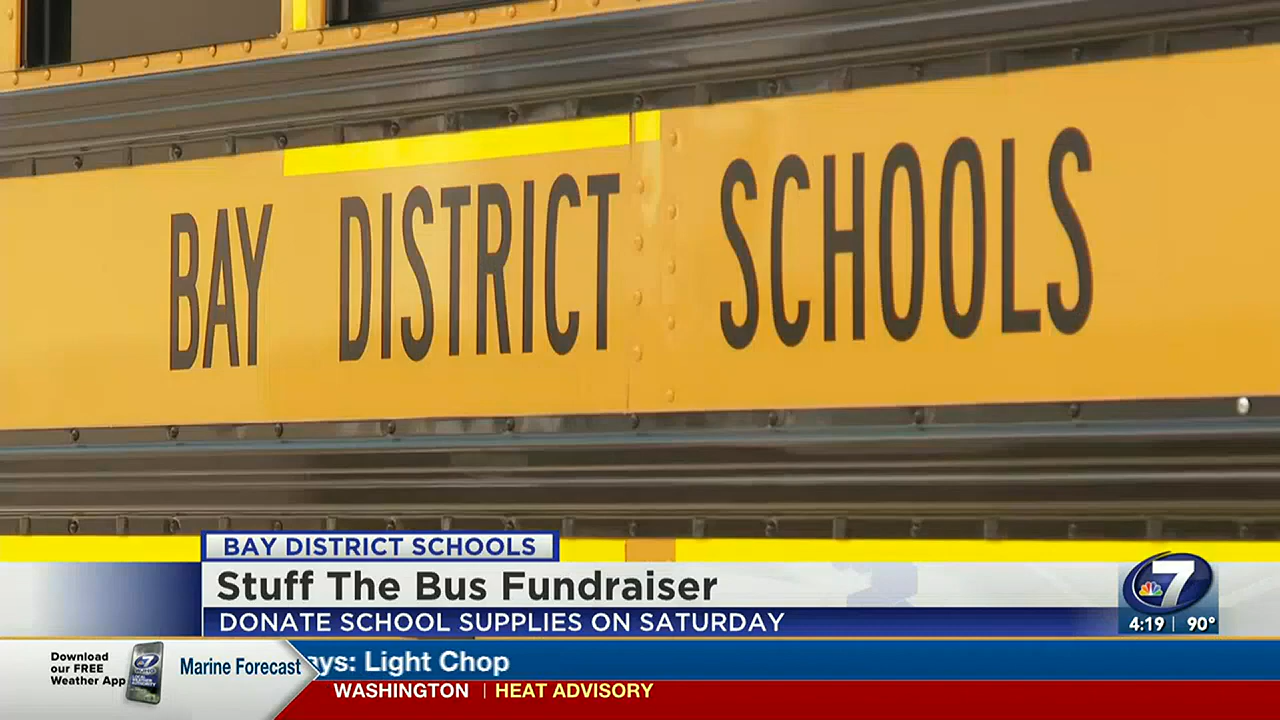 BAY DISTRICT SCHOOLS
BAY DISTRICT SCHOOLS
Stuff The Bus Fundraiser
DONATE SCHOOL SUPPLIES ON SATURDAY
7
4:19 | 90°
Download
our FREE
Weather App
Marine Forecast
ays: Light Chop
WASHINGTON | HEAT ADVISORY